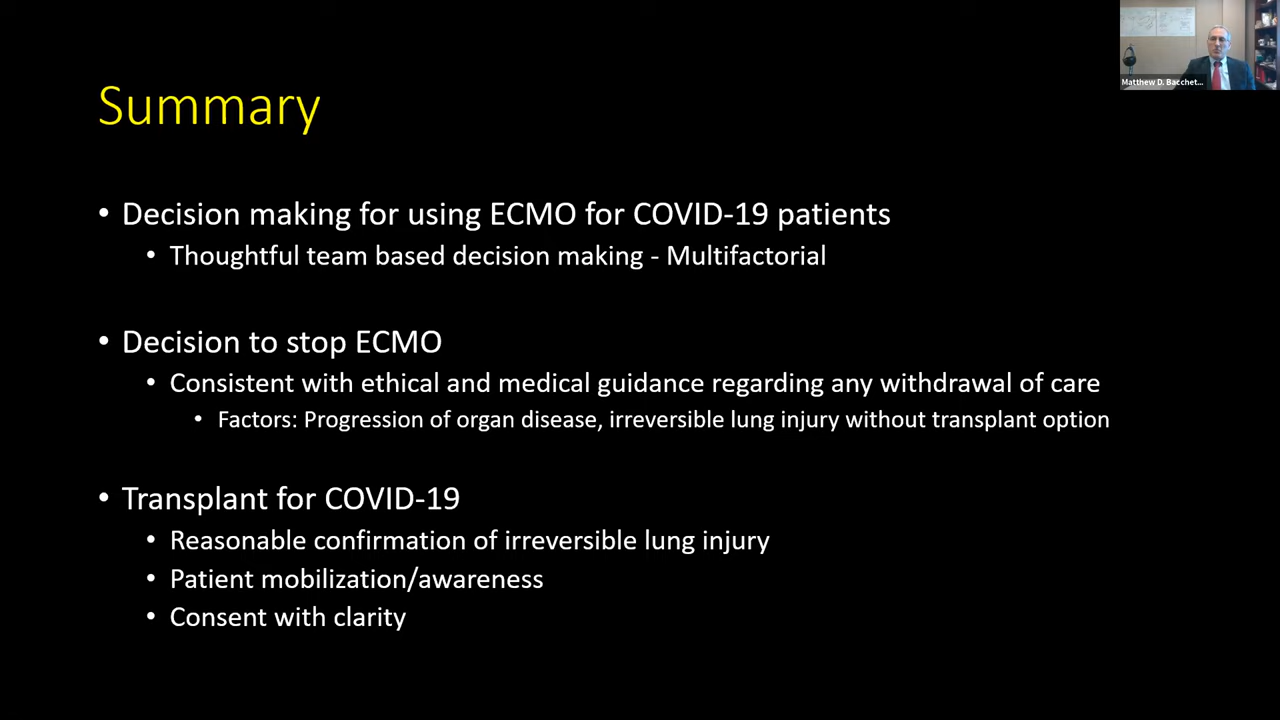 Matthew D. Bacchet...
Summary
• Decision making for using ECMO for COVID-19 patients
• Thoughtful team based decision making - Multifactorial
• Decision to stop ECMO
• Consistent with ethical and medical guidance regarding any withdrawal of care
• Factors: Progression of organ disease, irreversible lung injury without transplant option
• Transplant for COVID-19
• Reasonable confirmation of irreversible lung injury
• Patient mobilization/awareness
• Consent with clarity